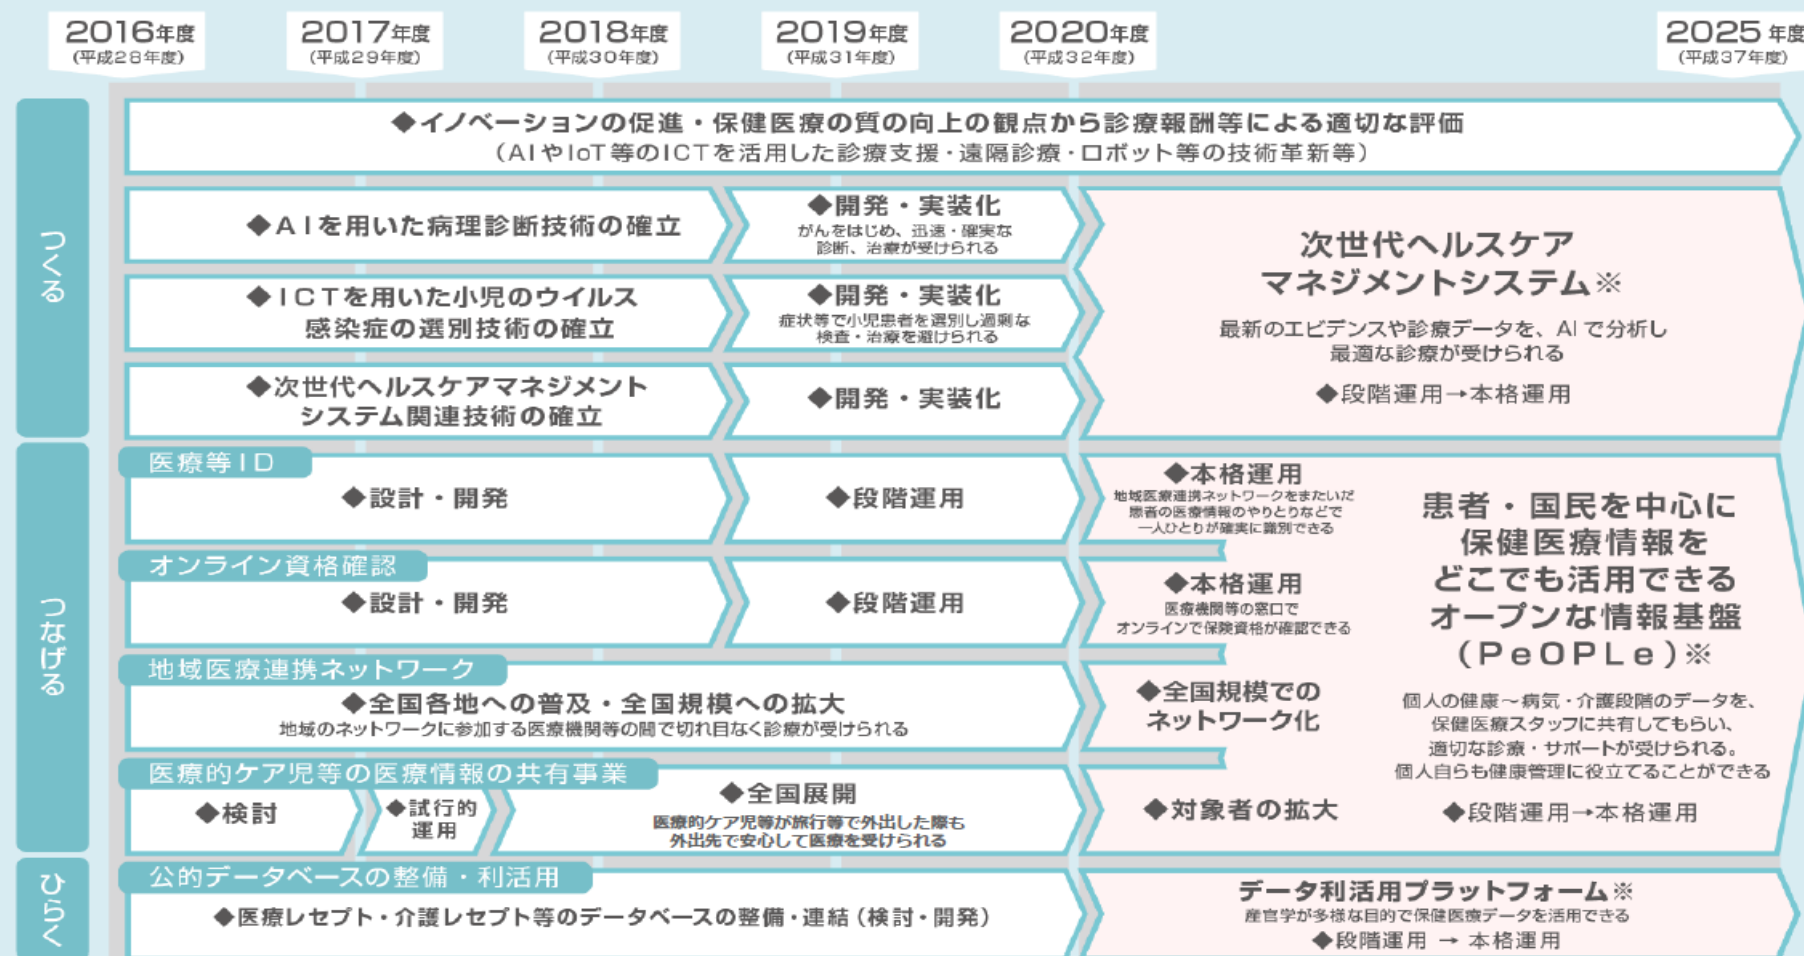 2016年度
(平成28年度)
2017年度
(平成29年度)
2018年度
(平成30年度)
2019年度
(平成31年度)
2020年度
(平成32年度)
2025年度
(平成37年度)
つくる
◆イノベーションの促進・保健医療の質の向上の観点から診療報酬等による適切な評価
(AIやIoT等のICTを活用した診療支援・遠隔診療・ロボット等の技術革新等)
◆AIを用いた病理診断技術の確立
◆開発・実装化
がんをはじめ、迅速・確実な
診断、治療が受けられる
◆ICTを用いた小児のウイルス
感染症の選別技術の確立
◆開発・実装化
症状等で小児患者を選別し過剰な
検査・治療を避けられる
◆次世代ヘルスケアマネジメント
システム関連技術の確立
◆開発・実装化
次世代ヘルスケア
マネジメントシステム※
最新のエビデンスや診療データを、AIで分析し
最適な診療が受けられる
◆段階運用→本格運用
つなげる
医療等ID
◆設計・開発
◆段階運用
◆本格運用
地域医療連携ネットワークをまたいだ
患者の医療情報のやりとりなどで
一人ひとりが確実に識別できる
オンライン資格確認
◆設計・開発
◆段階運用
◆本格運用
医療機関等の窓口で
オンラインで保険資格が確認できる
地域医療連携ネットワーク
◆全国各地への普及・全国規模への拡大
地域のネットワークに参加する医療機関等の間で切れ目なく診療が受けられる
◆全国規模での
ネットワーク化
医療的ケア児等の医療情報の共有事業
◆検討
◆試行的
運用
◆全国展開
医療的ケア児等が旅行等で外出した際も
外出先で安心して医療を受けられる
◆対象者の拡大
患者・国民を中心に
保健医療情報を
どこでも活用できる
オープンな情報基盤
(PeOPLe)※
個人の健康~病気・介護段階のデータを、
保健医療スタッフに共有してもらい、
適切な診療・サポートが受けられる。
個人自らも健康管理に役立てることができる
◆段階運用→本格運用
ひらく
公的データベースの整備・利活用
◆医療レセプト・介護レセプト等のデータベースの整備・連結(検討・開発)
データ利活用プラットフォーム※
産官学が多様な目的で保健医療データを活用できる
◆段階運用 → 本格運用